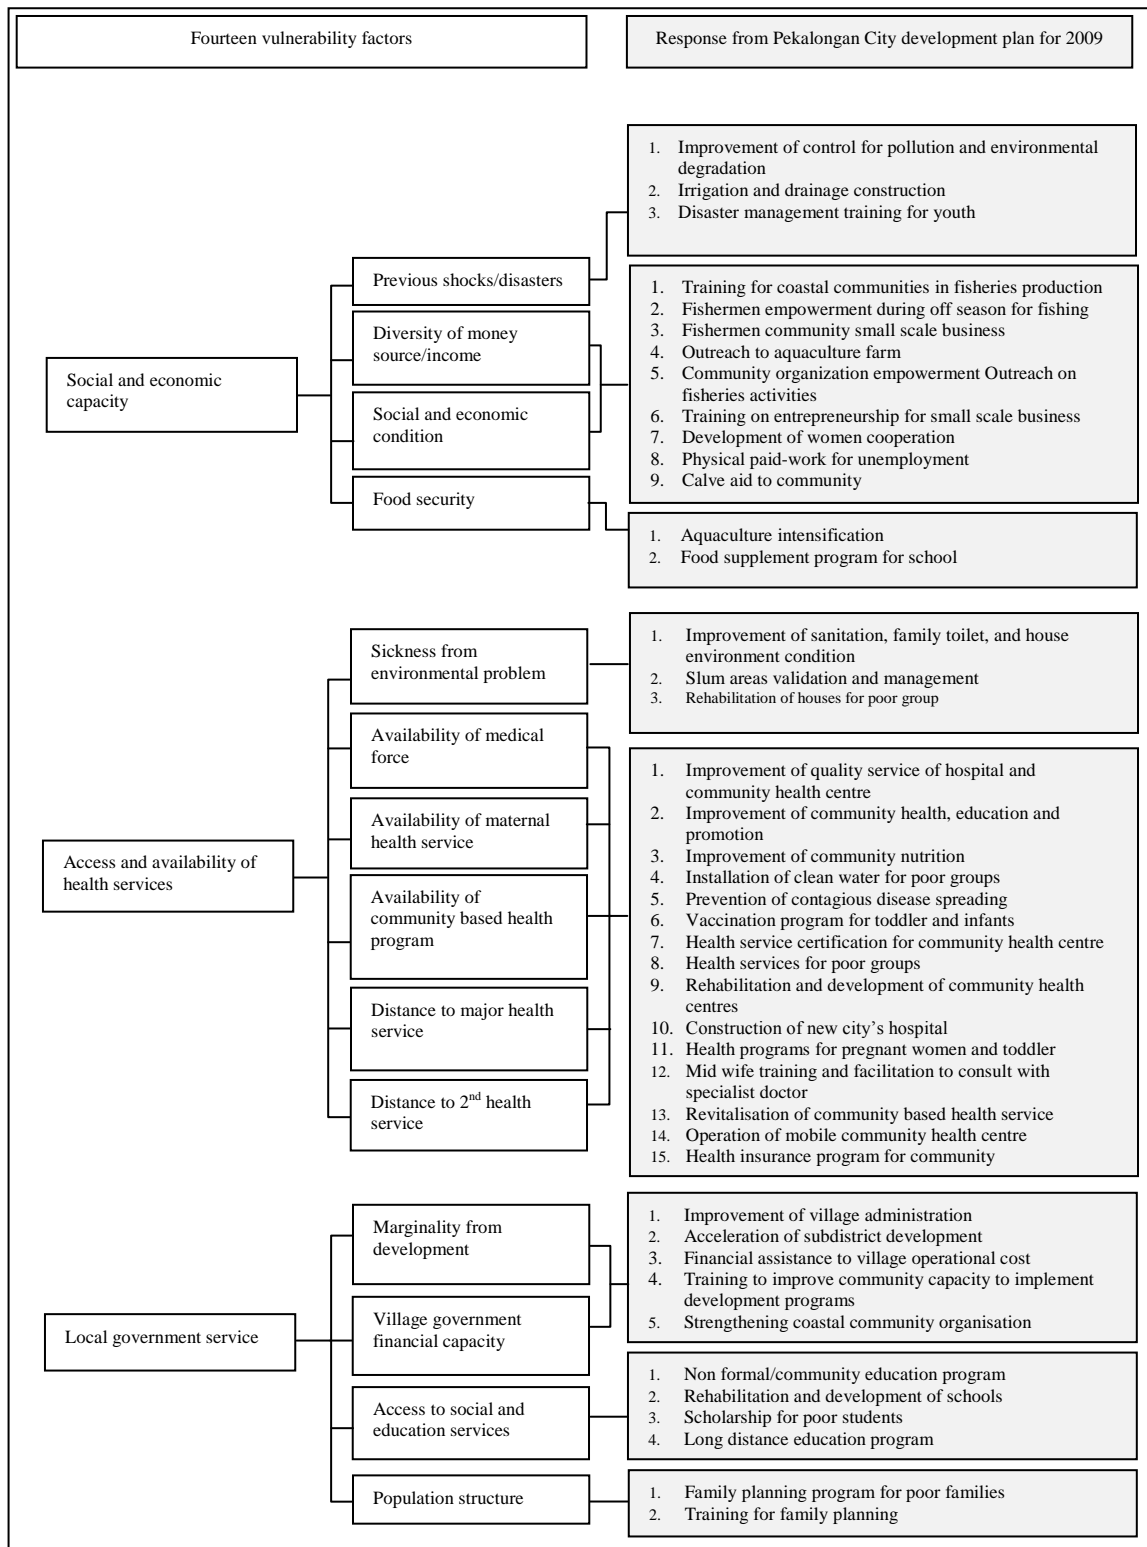 Fourteen vulnerability factors
Response from Pekalongan City development plan for 2009
1. Improvement of control for pollution and environmental
degradation
2. Irrigation and drainage construction
3. Disaster management training for youth
Previous shocks/disasters
Diversity of money
source/income
Social and economic
capacity
Social and economic
condition
Food security
1. Training for coastal communities in fisheries production
2. Fishermen empowerment during off season for fishing
3. Fishermen community small scale business
4. Outreach to aquaculture farm
5. Community organization empowerment Outreach on
fisheries activities
6. Training on entrepreneurship for small scale business
7. Development of women cooperation
8. Physical paid-work for unemployment
9. Calve aid to community
1. Aquaculture intensification
2. Food supplement program for school
Sickness from
environmental problem
1. Improvement of sanitation, family toilet, and house
environment condition
2. Slum areas validation and management
3. Rehabilitation of houses for poor group
Availability of medical
force
Availability of maternal
health service
Access and availability of
health services
Availability of
community based health
program
Distance to major health
service
Distance to 2nd health
service
1. Improvement of quality service of hospital and
community health centre
2. Improvement of community health, education and
promotion
3. Improvement of community nutrition
4. Installation of clean water for poor groups
5. Prevention of contagious disease spreading
6. Vaccination program for toddler and infants
7. Health service certification for community health centre
8. Health services for poor groups
9. Rehabilitation and development of community health
centres
10. Construction of new city's hospital
11. Health programs for pregnant women and toddler
12. Mid wife training and facilitation to consult with
specialist doctor
13. Revitalisation of community based health service
14. Operation of mobile community health centre
15. Health insurance program for community
Marginality from
development
Village government
financial capacity
Local government service
1. Improvement of village administration
2. Acceleration of subdistrict development
3. Financial assistance to village operational cost
4. Training to improve community capacity to implement
development programs
5. Strengthening coastal community organisation
Access to social and
education services
1. Non formal/community education program
2. Rehabilitation and development of schools
3. Scholarship for poor students
4. Long distance education program
Population structure
1. Family planning program for poor families
2. Training for family planning